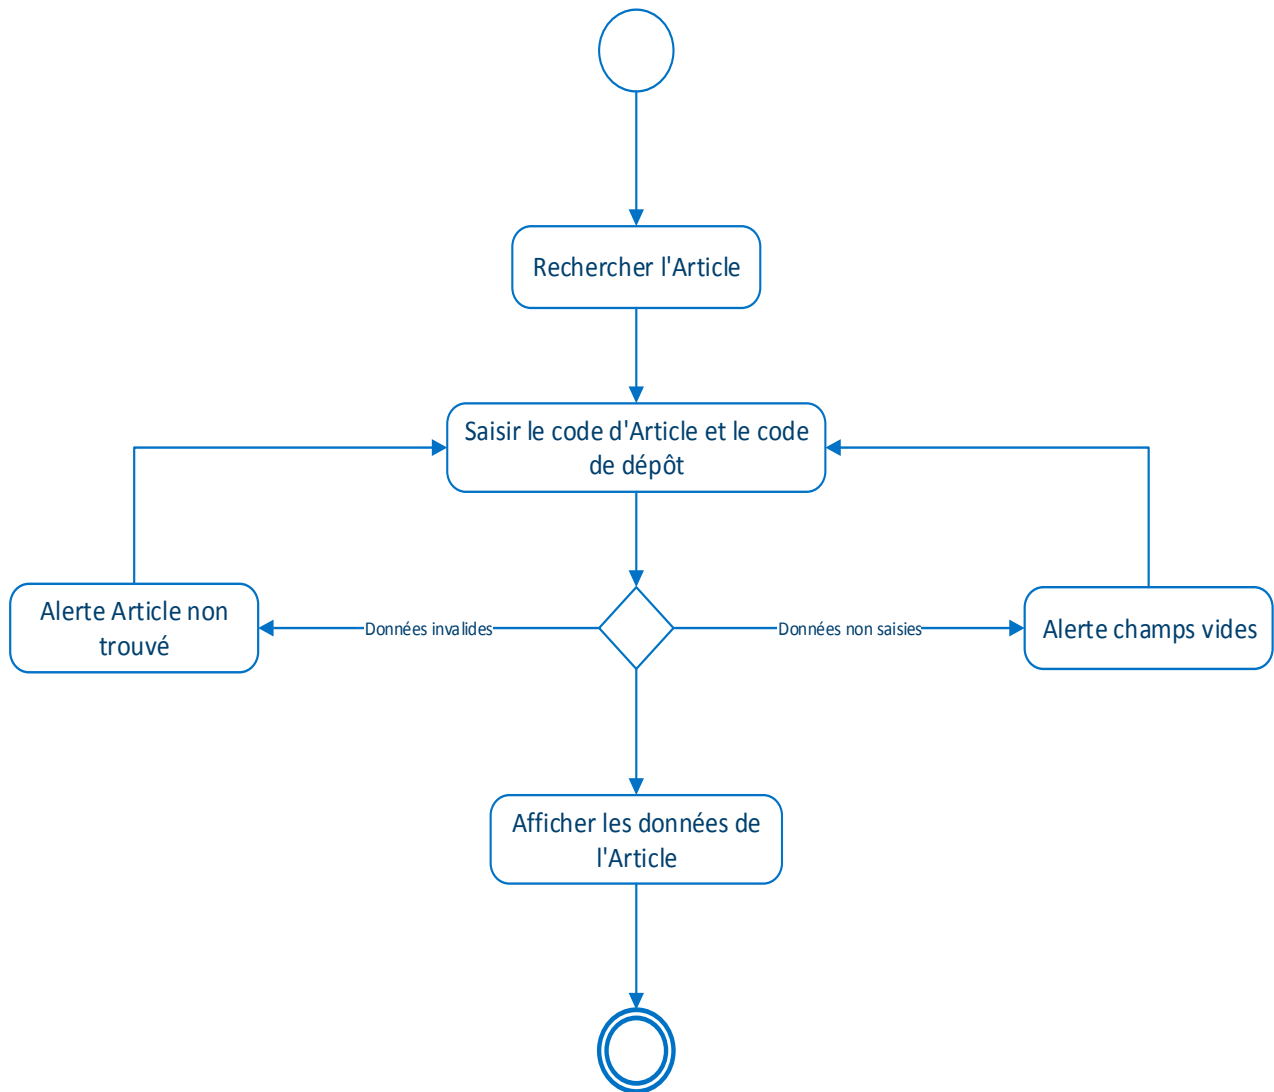 Rechercher l'Article
Saisir le code d'Article et le code
de dépôt
Alerte Article non
trouvé
Données invalides
Données non saisies
Alerte champs vides
Afficher les données de
l'Article